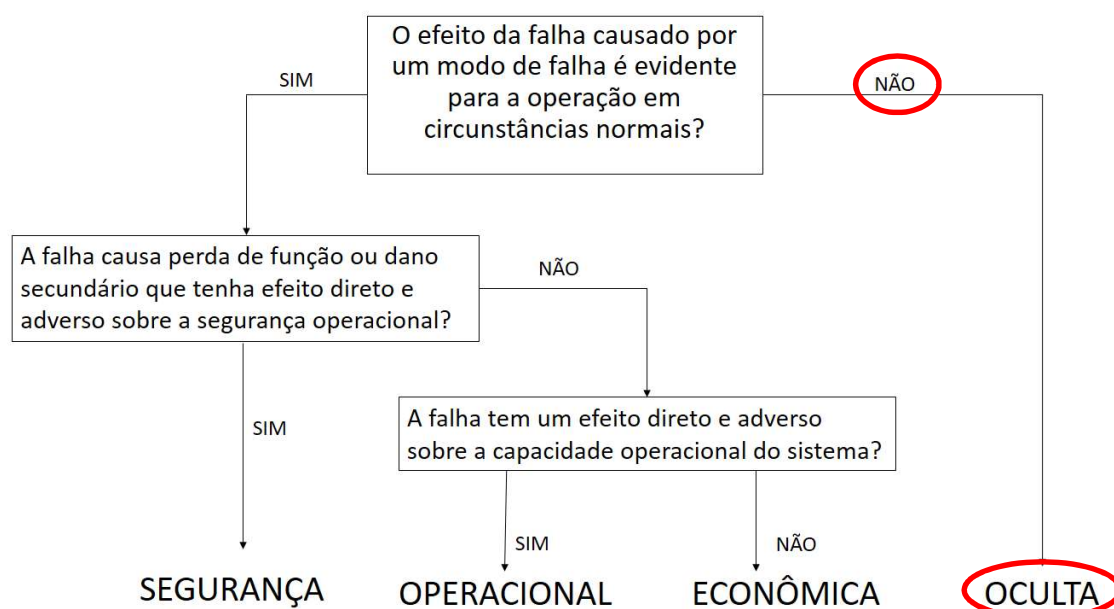 O efeito da falha causado por
um modo de falha é evidente
para a operação em
circunstâncias normais?
SIM
NÃO
A falha causa perda de função ou dano
secundário que tenha efeito direto e
adverso sobre a segurança operacional?
NÃO
SIM
A falha tem um efeito direto e adverso
sobre a capacidade operacional do sistema?
SIM
NÃO
SEGURANÇA
OPERACIONAL
ECONÔMICA
OCULTA